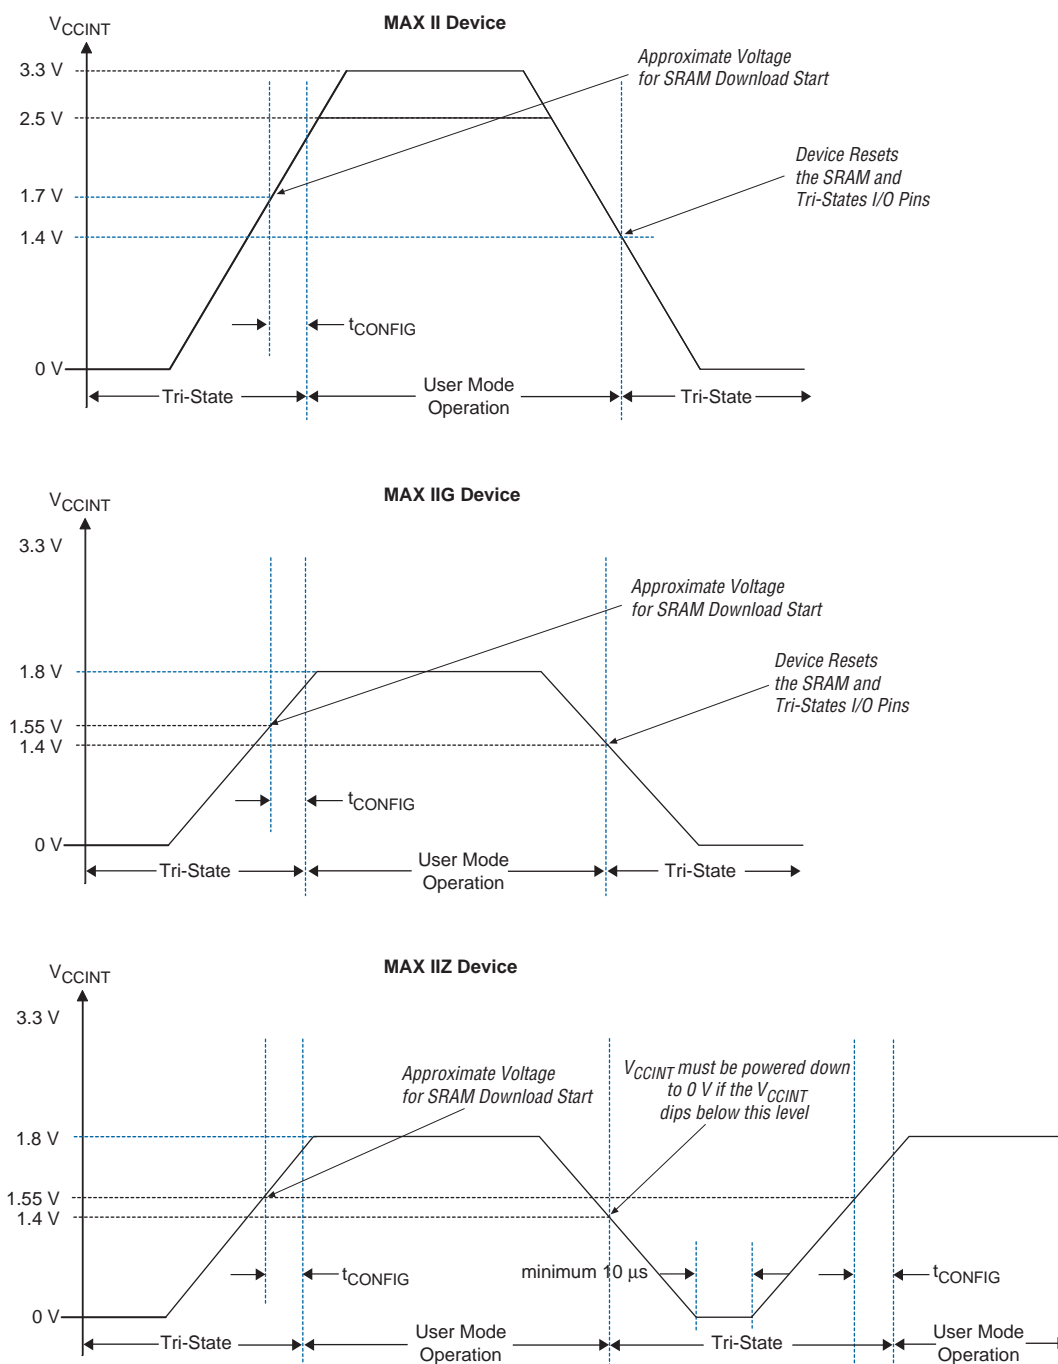 MAX II Device
VCCINT
3.3 V
2.5 V
1.7 V
1.4 V
0 V
Approximate Voltage
for SRAM Download Start
Device Resets
the SRAM and
Tri-States I/O Pins
tCONFIG
Tri-State
User Mode
Operation
Tri-State
MAX IIG Device
VCCINT
3.3 V
1.8 V
1.55 V
1.4 V
0 V
Approximate Voltage
for SRAM Download Start
Device Resets
the SRAM and
Tri-States I/O Pins
tCONFIG
Tri-State
User Mode
Operation
Tri-State
MAX IIZ Device
VCCINT
3.3 V
1.8 V
1.55 V
1.4 V
0 V
Approximate Voltage
for SRAM Download Start
VCCINT must be powered down
to 0 V if the VCCINT
dips below this level
tCONFIG
minimum 10 µs
tCONFIG
Tri-State
User Mode
Operation
Tri-State
User Mode
Operation